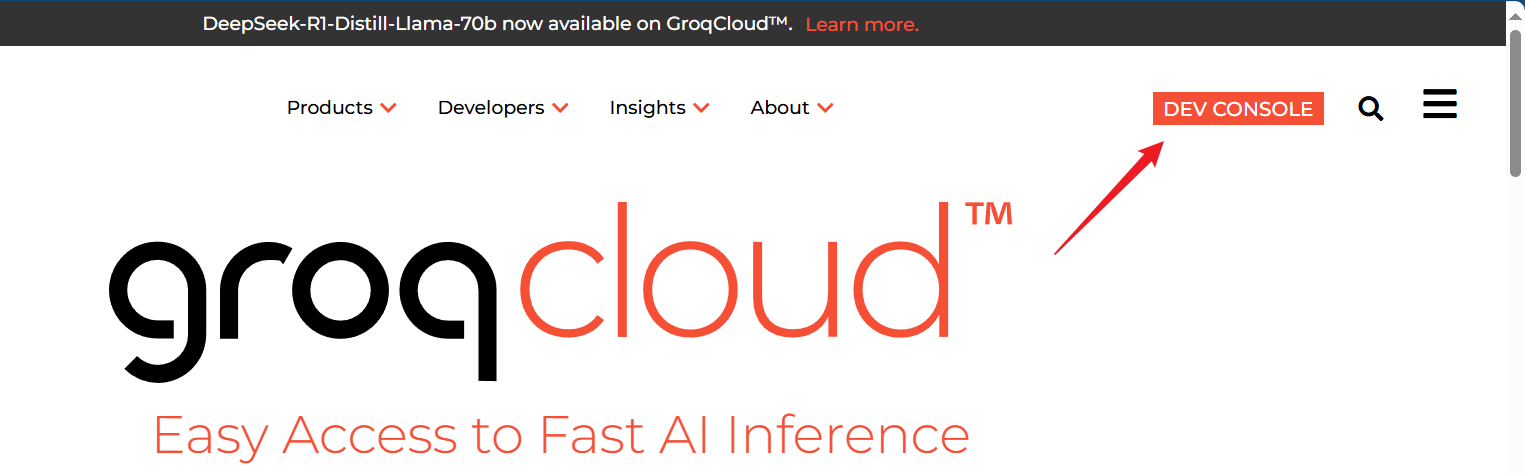 DeepSeek-R1-Distill-Llama-70b now available on GroqCloud™. Learn more.
Products Developers Insights About DEV CONSOLE
groqcloud™
Easy Access to Fast AI Inference